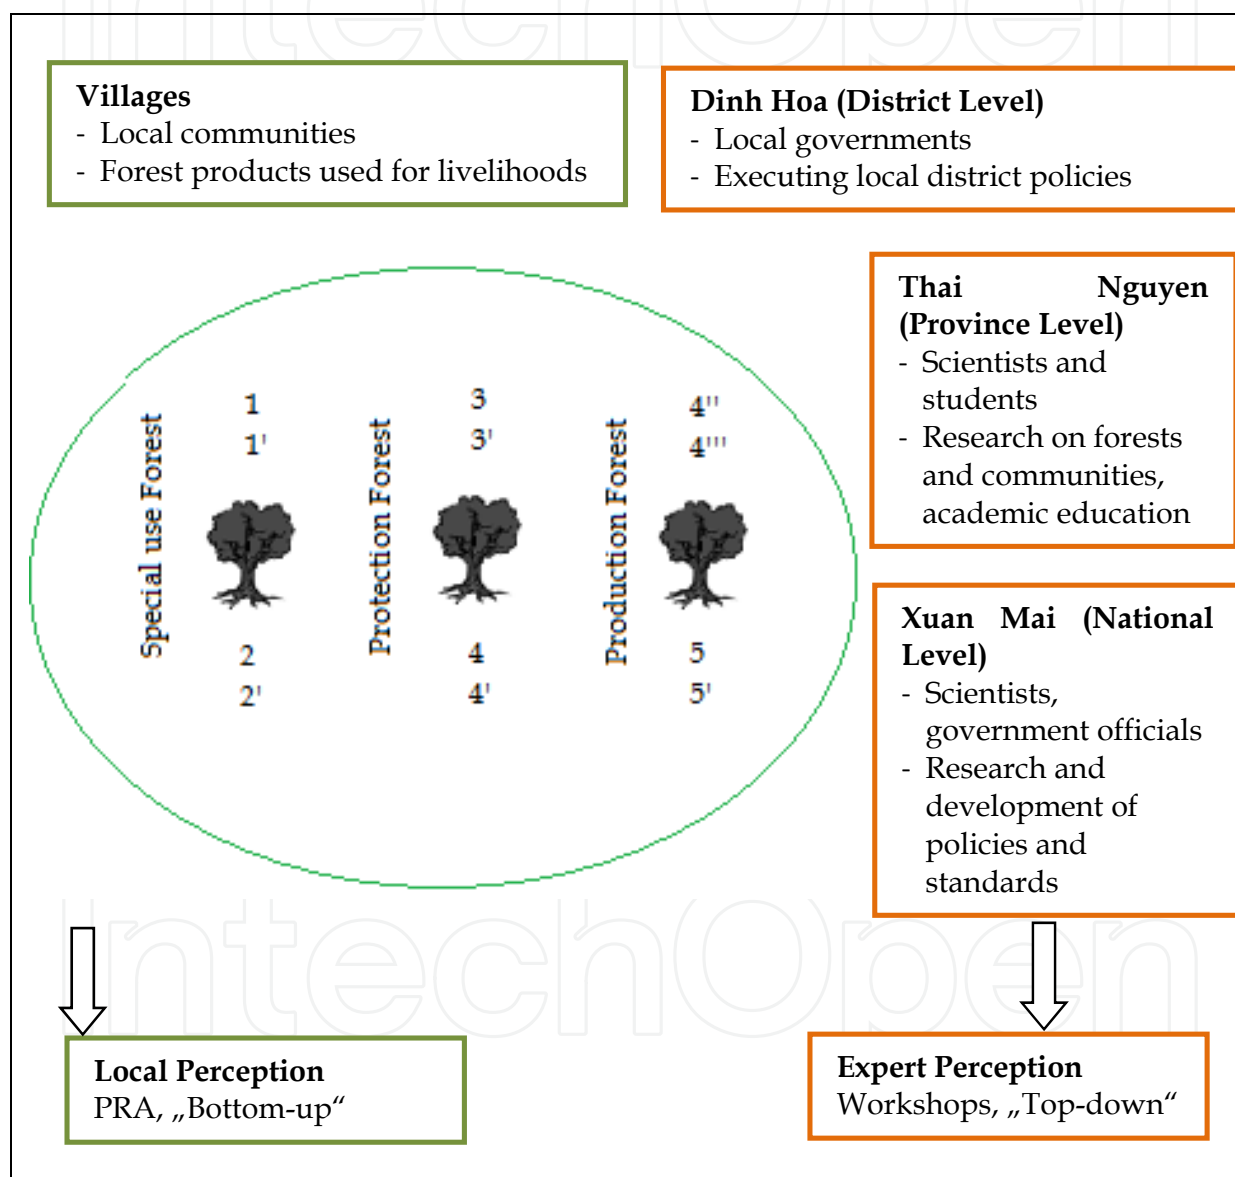 IntechOpen
Villages
- Local communities
- Forest products used for livelihoods
Dinh Hoa (District Level)
- Local governments
- Executing local district policies
Thai Nguyen
(Province Level)
- Scientists and
students
- Research on forests
and communities,
academic education
Special use Forest
1
1'
2
2'
Protection Forest
3
3'
4
4'
Production Forest
4''
4'''
5
5'
Xuan Mai (National
Level)
- Scientists,
government officials
- Research and
development of
policies and
standards
IntechOpen
Local Perception
PRA, „Bottom-up“
Expert Perception
Workshops, „Top-down“